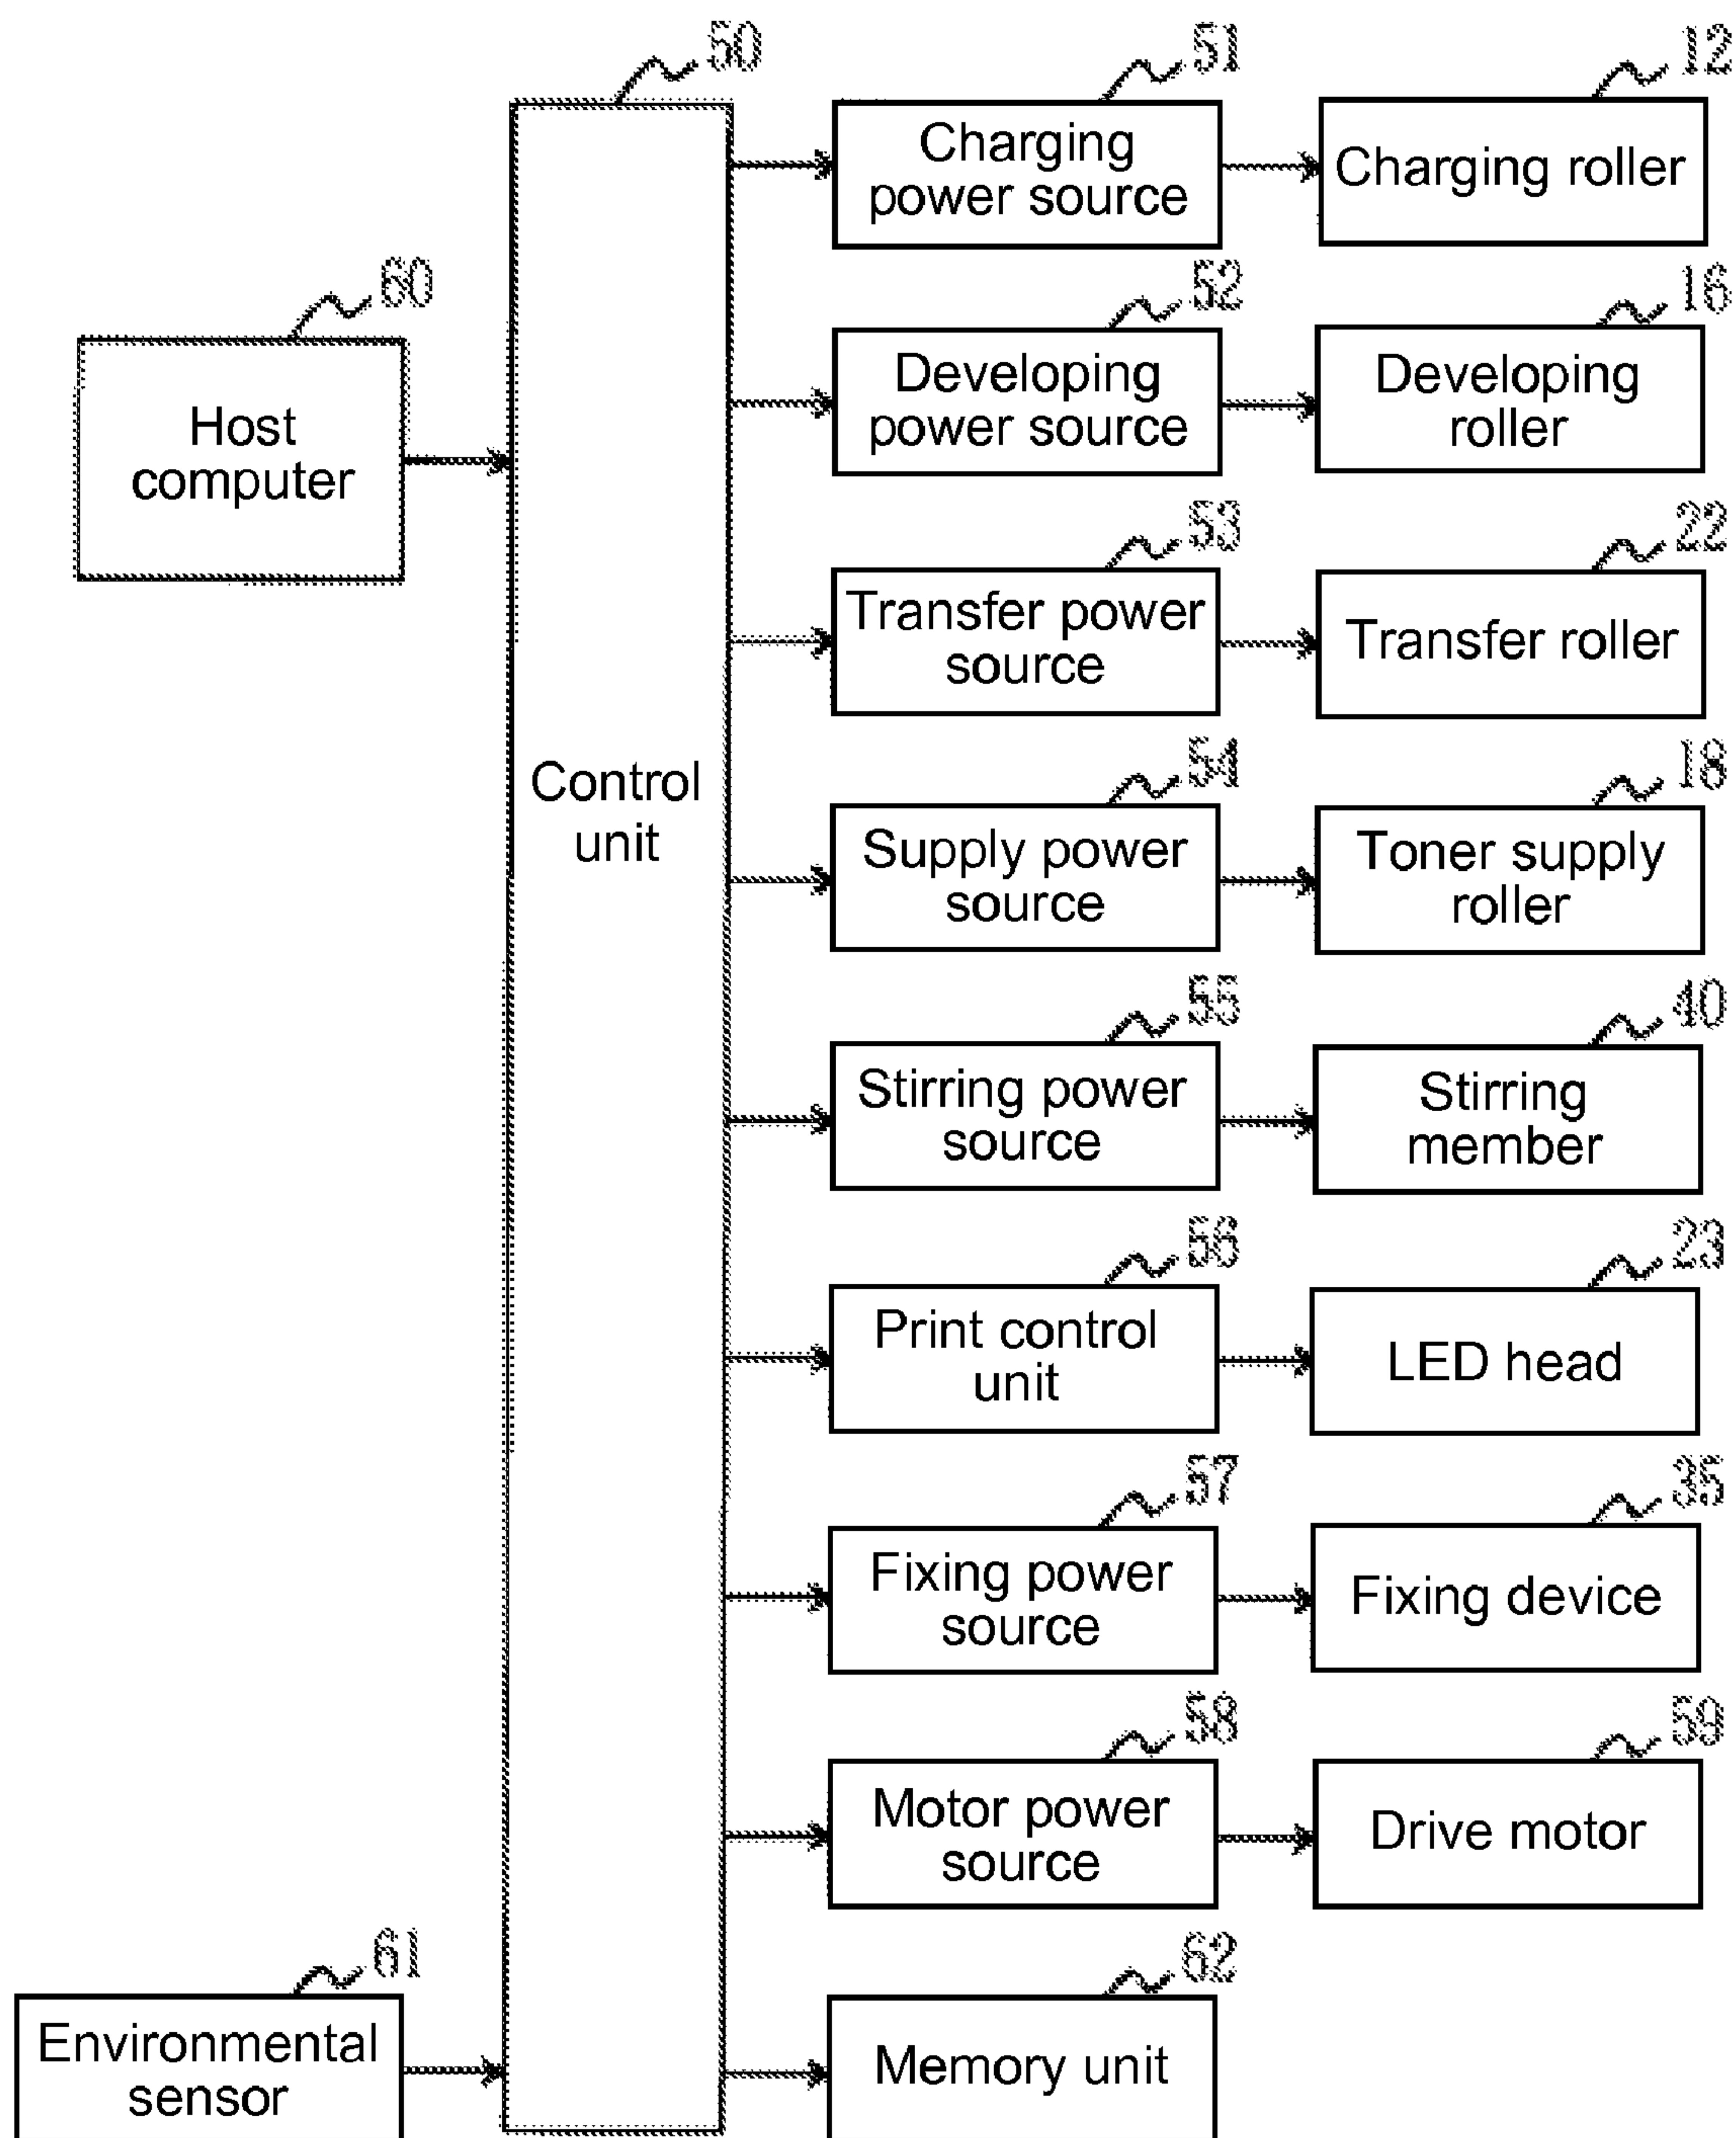 50
51
12
Charging
power source
Charging roller
60
52
16
Host
computer
Developing
power source
Developing
roller
53
22
Transfer power
source
Transfer roller
Control
unit
54
18
Supply power
source
Toner supply
roller
55
40
Stirring power
source
Stirring
member
56
23
Print control
unit
LED head
57
35
Fixing power
source
Fixing device
58
59
Motor power
source
Drive motor
61
62
Environmental
sensor
Memory unit